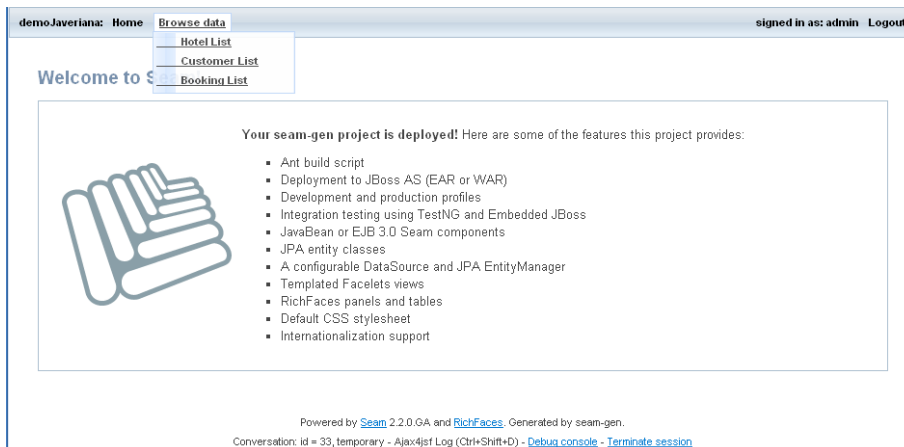 demoJaveriana: Home Browse data signed in as: admin Logout
Hotel List
Customer List
Booking List
Welcome to S
Your seam-gen project is deployed! Here are some of the features this project provides:
Ant build script
Deployment to JBoss AS (EAR or WAR)
Development and production profiles
Integration testing using TestNG and Embedded JBoss
JavaBean or EJB 3.0 Seam components
JPA entity classes
A configurable DataSource and JPA EntityManager
Templated Facelets views
RichFaces panels and tables
Default CSS stylesheet
Internationalization support
Powered by Seam 2.2.0.GA and RichFaces. Generated by seam-gen.
Conversation: id = 33, temporary - Ajax4jsf Log (Ctrl+Shift+D) - Debug console - Terminate session